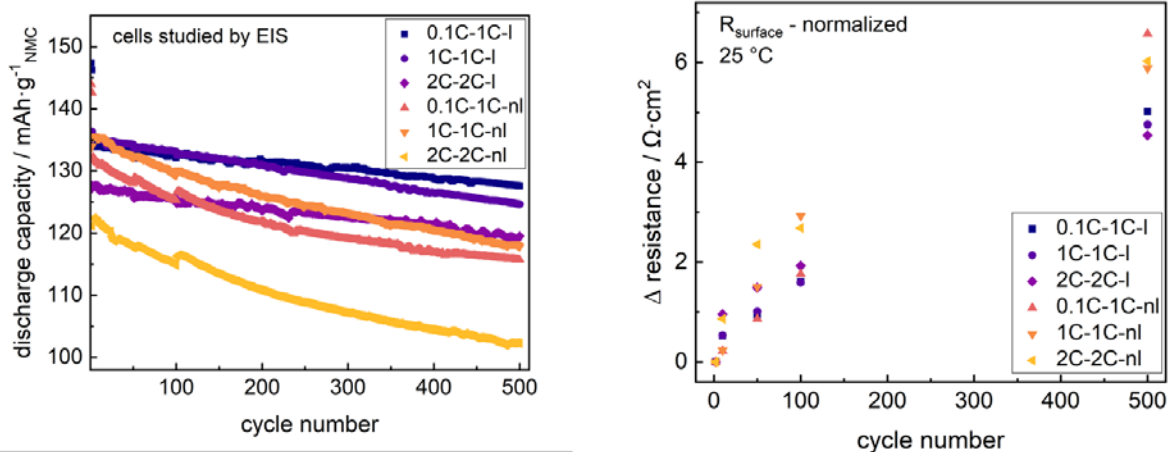 cells studied by EIS
0.1C-1C-l
1C-1C-l
2C-2C-l
0.1C-1C-nl
1C-1C-nl
2C-2C-nl
150
140
130
120
110
100
100
200
300
400
500
discharge capacity / mAh·g⁻¹NMC
cycle number
R surface - normalized
25 °C
6
4
2
0
0
100
200
300
400
500
Δ resistance / Ω·cm²
cycle number
0.1C-1C-l
1C-1C-l
2C-2C-l
0.1C-1C-nl
1C-1C-nl
2C-2C-nl